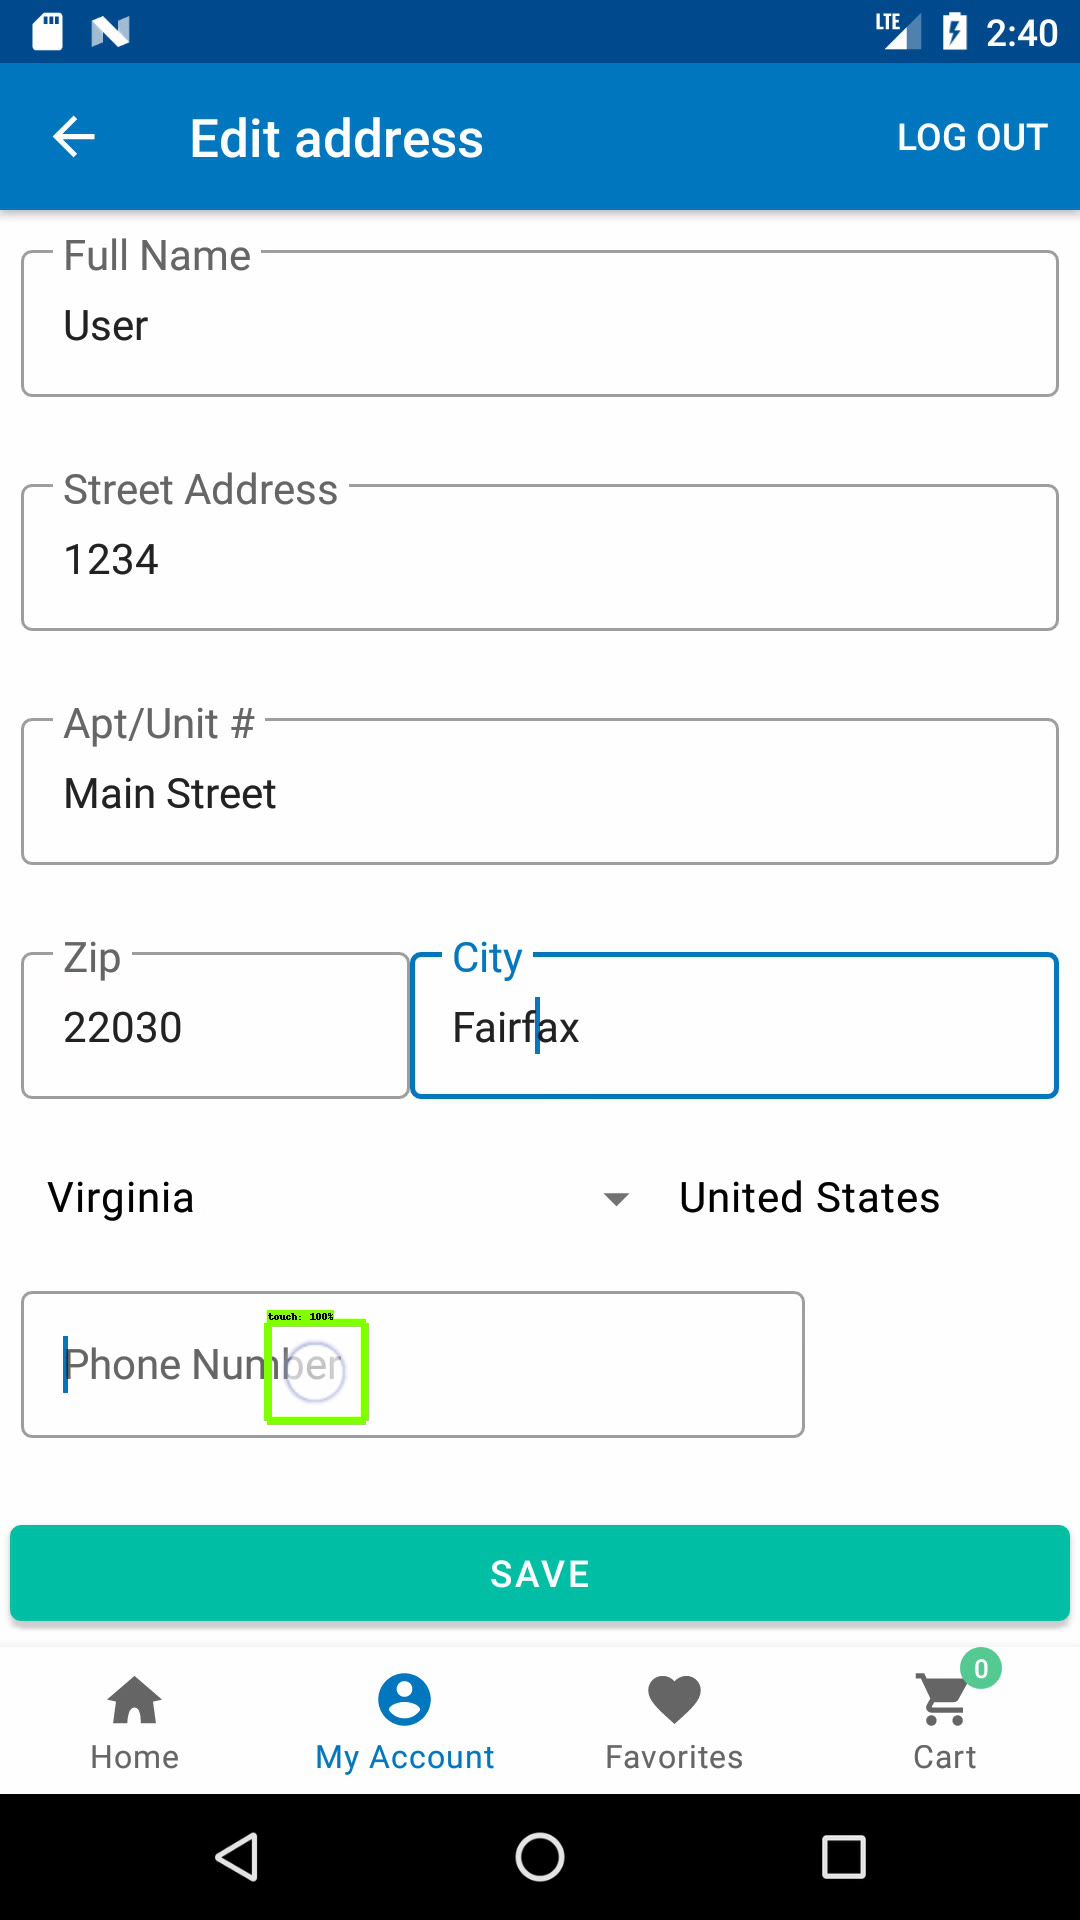 LTE 2:40
Edit address LOG OUT
Full Name
User
Street Address
1234
Apt/Unit #
Main Street
Zip City
22030 Fairfax
Virginia United States
touch: 100%
Phone Number
SAVE
0
Home My Account Favorites Cart